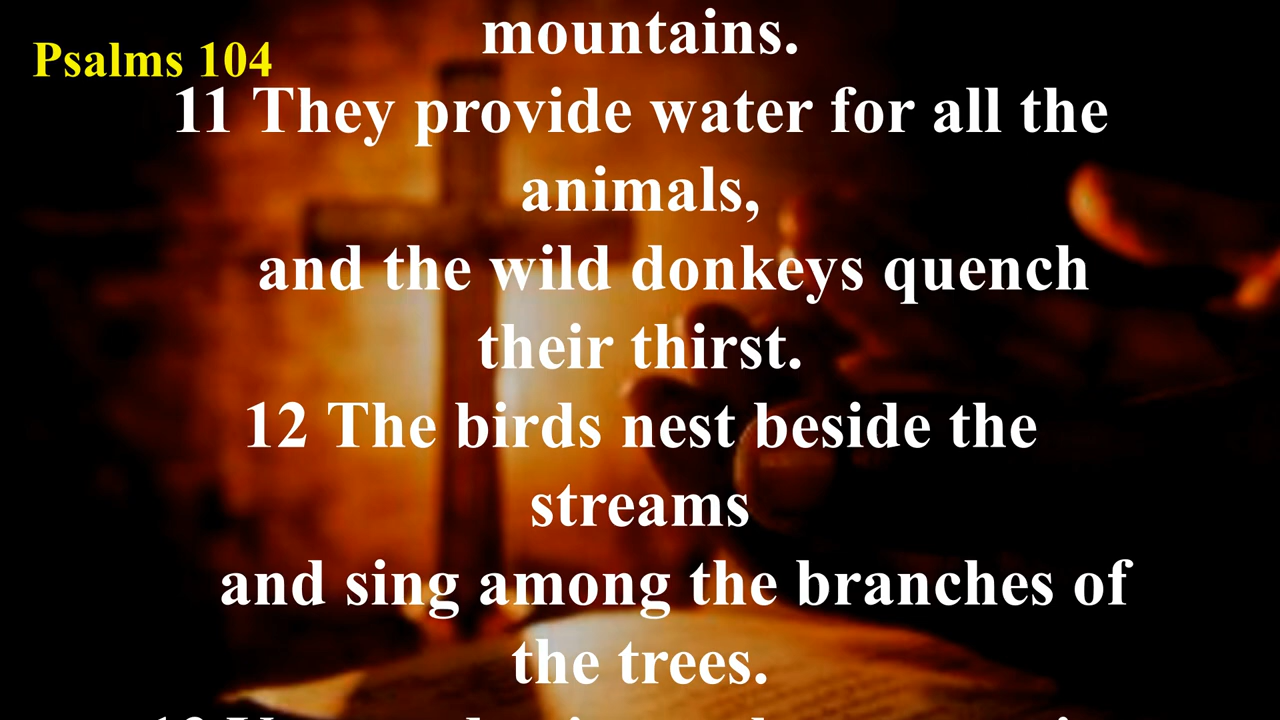 Psalms 104
mountains.
11 They provide water for all the
animals,
and the wild donkeys quench
their thirst.
12 The birds nest beside the
streams
and sing among the branches of
the trees.